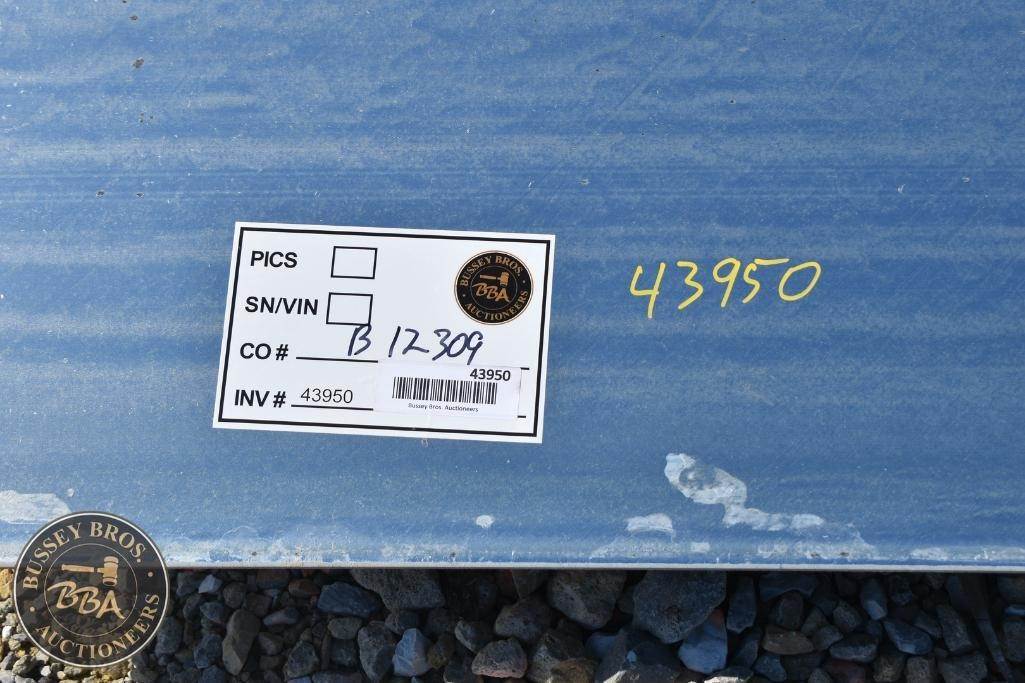 PICS
SN/VIN
CO # B 12309
INV # 43950
BUSSEY BROS.
BBA
AUCTIONEERS
43950
Bussey Bros. Auctioneers
43950
BUSSEY BROS.
BBA
AUCTIONEERS